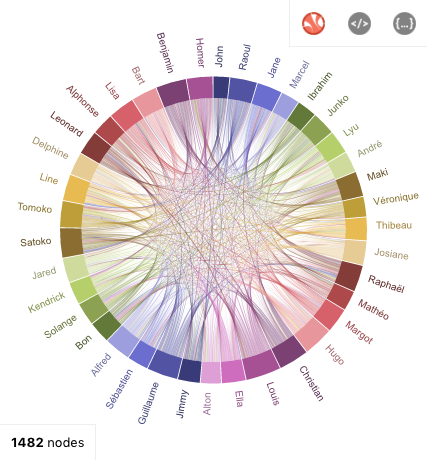 </>
{...}
John
Raoul
Jane
Marcel
Ibrahim
Junko
Lyu
André
Maki
Véronique
Thibeau
Josiane
Raphaël
Mathéo
Margot
Hugo
Christian
Louis
Ella
Alton
Jimmy
Guillaume
Sébastien
Alfred
Bon
Solange
Kendrick
Jared
Satoko
Tomoko
Line
Delphine
Leonard
Alphonse
Lisa
Bart
Benjamin
Homer
1482 nodes